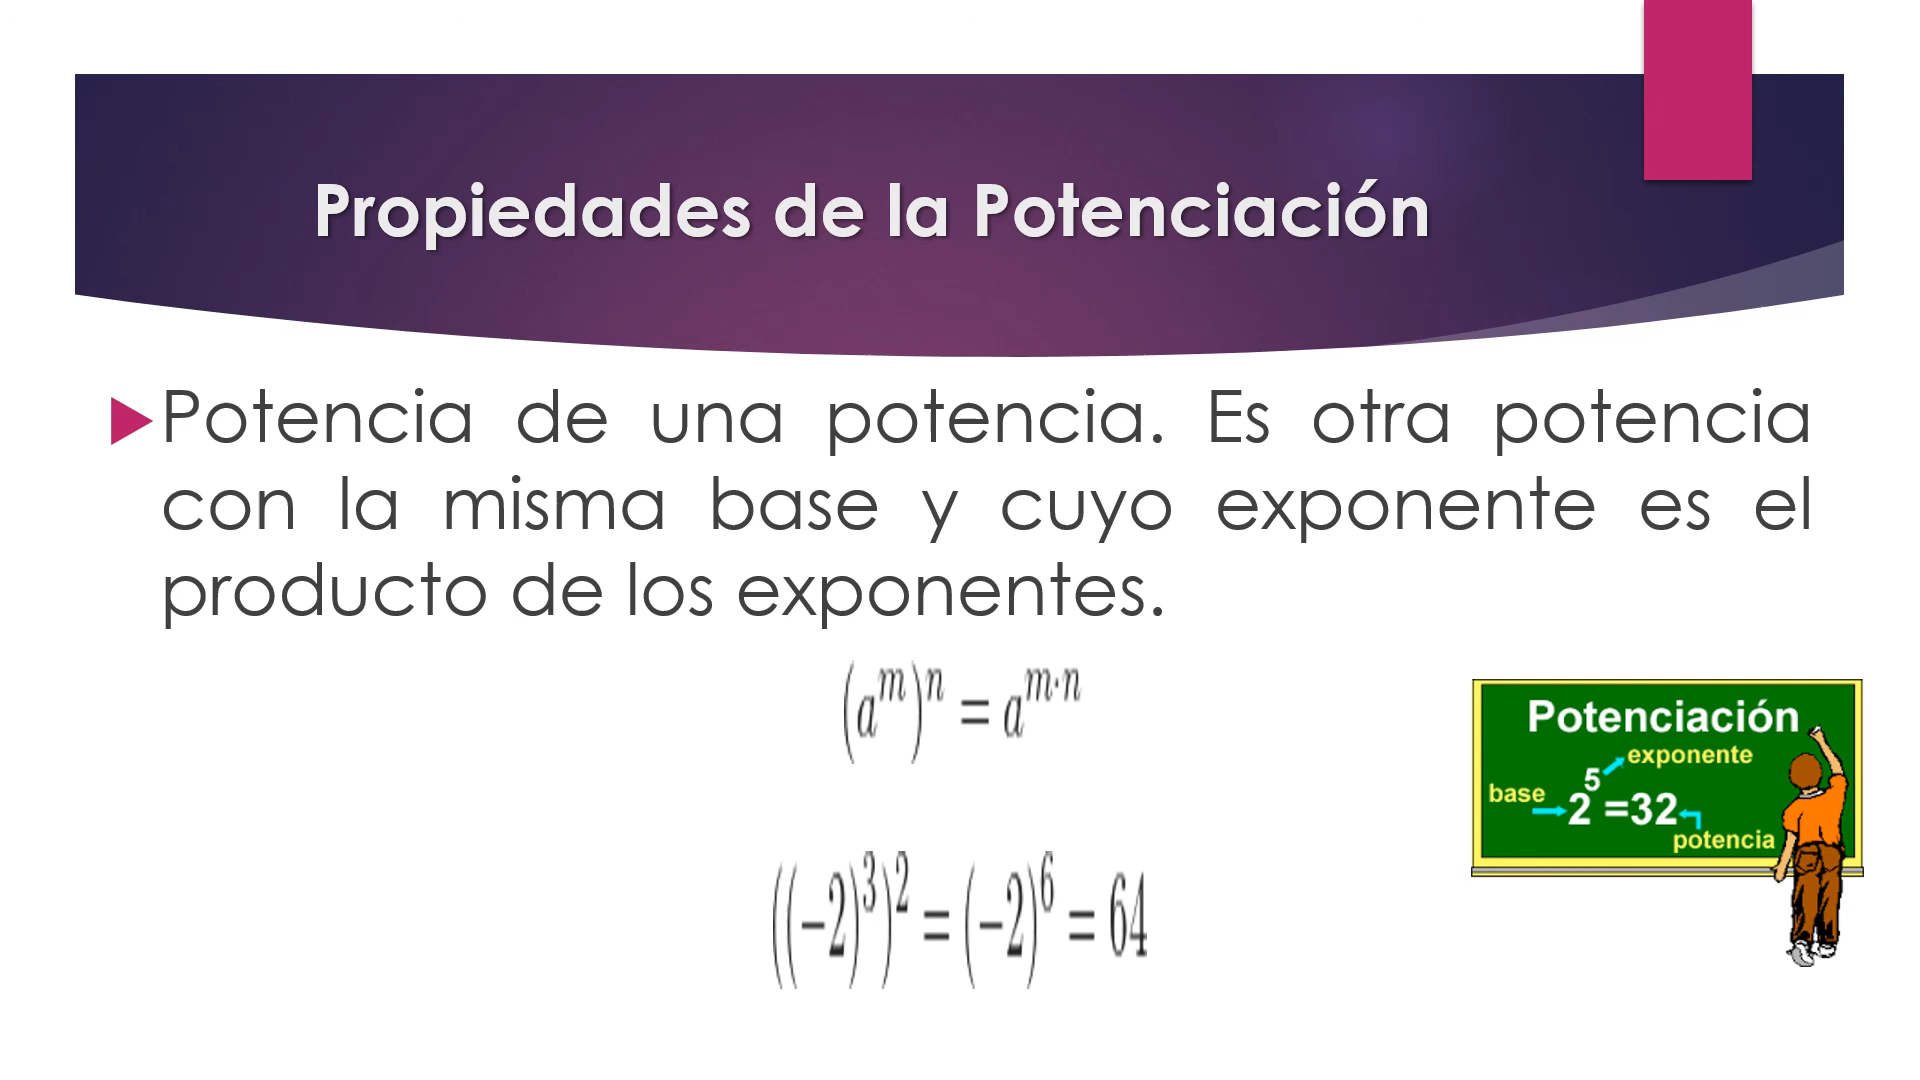 Propiedades de la Potenciación
Potencia de una potencia. Es otra potencia
con la misma base y cuyo exponente es el
producto de los exponentes.
(a^m)^n = a^{m·n}
((−2)^3)^2 = (−2)^6 = 64
Potenciación
exponente
base
2^5 =32
potencia